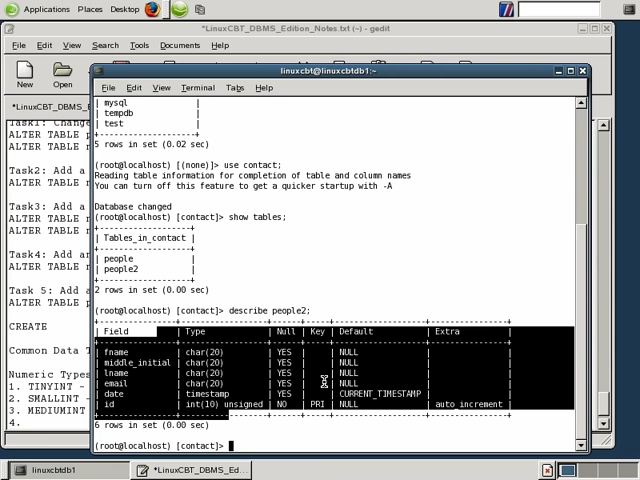 Applications Places Desktop
*LinuxCBT_DBMS_Edition_Notes.txt (~) - gedit
File Edit View Search Tools Documents Help
New Open
*LinuxCBT_DBMS_E
Task1: Change
ALTER TABLE p
ALTER TABLE m
Task2: Add a
ALTER TABLE m
Task3: Add a
ALTER TABLE m
Task4: Add an
ALTER TABLE m
Task 5: Add a
ALTER TABLE p
CREATE
Common Data T
Numeric Types
1. TINYINT -
2. SMALLINT -
3. MEDIUMINT
4.
linuxcbt@linuxcbtdb1:~
File Edit View Terminal Tabs Help
| mysql |
| tempdb |
| test |
+--------------------+
5 rows in set (0.02 sec)
(root@localhost) [(none)]> use contact;
Reading table information for completion of table and column names
You can turn off this feature to get a quicker startup with -A
Database changed
(root@localhost) [contact]> show tables;
+-------------------+
| Tables_in_contact |
+-------------------+
| people |
| people2 |
+-------------------+
2 rows in set (0.00 sec)
(root@localhost) [contact]> describe people2;
+----------------+------------------+------+-----+-------------------+----------------+
| Field | Type | Null | Key | Default | Extra |
+----------------+------------------+------+-----+-------------------+----------------+
| fname | char(20) | YES | | NULL | |
| middle_initial | char(20) | YES | | NULL | |
| lname | char(20) | YES | | NULL | |
| email | char(20) | YES | | NULL | |
| date | timestamp | YES | | CURRENT_TIMESTAMP | |
| id | int(10) unsigned | NO | PRI | NULL | auto_increment |
+----------------+------------------+------+-----+-------------------+----------------+
6 rows in set (0.00 sec)
(root@localhost) [contact]>
linuxcbtdb1
*LinuxCBT_DBMS_Ed...